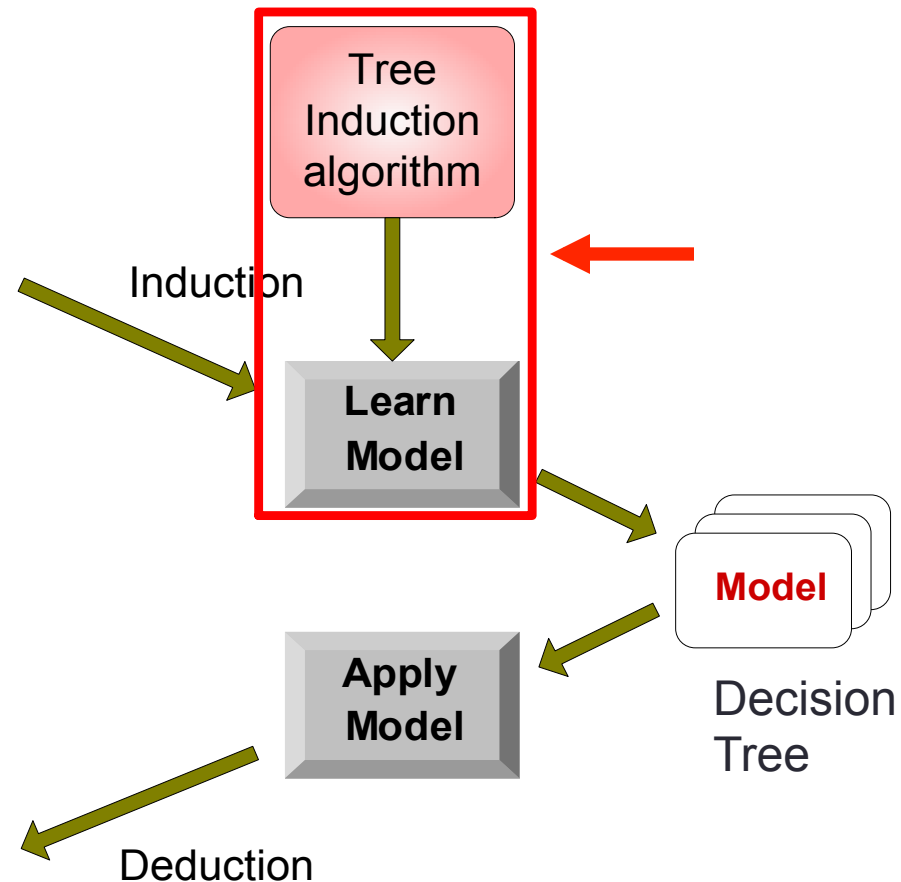 Tree
Induction
algorithm
Induction
Learn
Model
Model
Apply
Model
Decision
Tree
Deduction